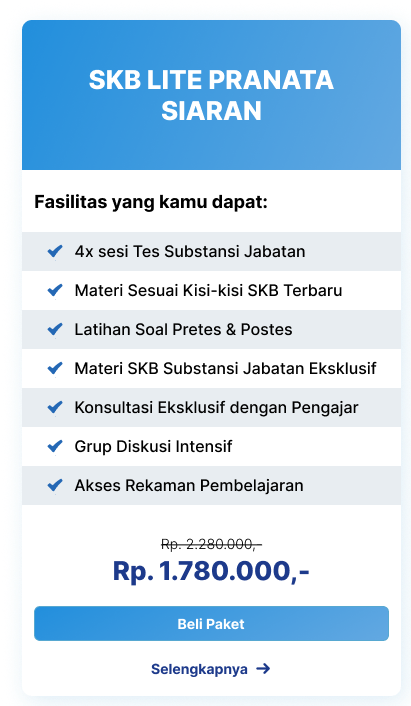 SKB LITE PRANATA
SIARAN
Fasilitas yang kamu dapat:
4x sesi Tes Substansi Jabatan
Materi Sesuai Kisi-kisi SKB Terbaru
Latihan Soal Pretes & Postes
Materi SKB Substansi Jabatan Eksklusif
Konsultasi Eksklusif dengan Pengajar
Grup Diskusi Intensif
Akses Rekaman Pembelajaran
Rp. 2.280.000,-
Rp. 1.780.000,-
Beli Paket
Selengkapnya →